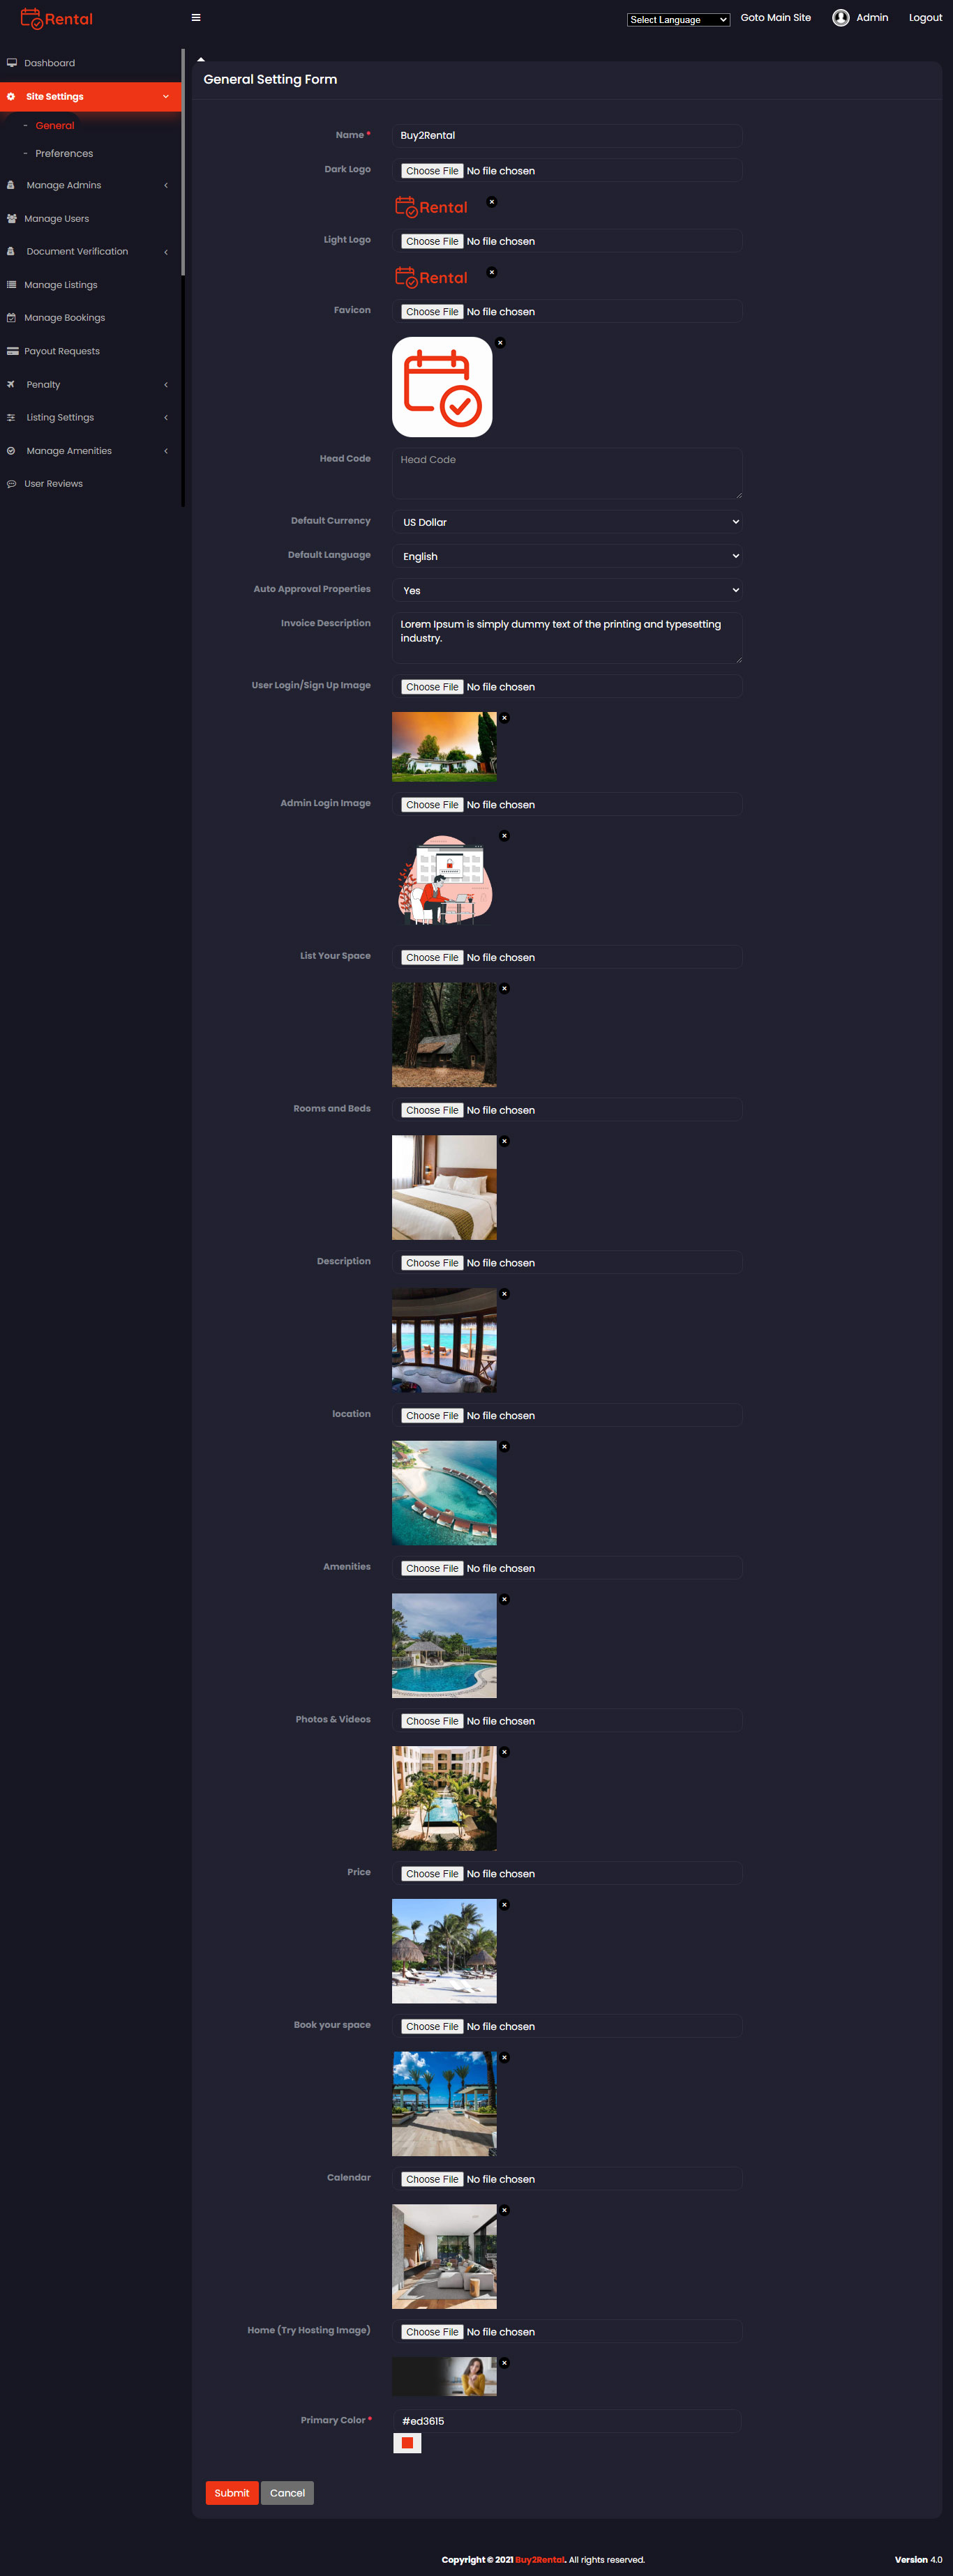 Rental
Select Language
Goto Main Site
Admin
Logout
Dashboard
Site Settings
- General
- Preferences
Manage Admins
Manage Users
Document Verification
Manage Listings
Manage Bookings
Payout Requests
Penalty
Listing Settings
Manage Amenities
User Reviews
General Setting Form
Name *
Buy2Rental
Dark Logo
Choose File No file chosen
Rental
Light Logo
Choose File No file chosen
Rental
Favicon
Choose File No file chosen
Head Code
Head Code
Default Currency
US Dollar
Default Language
English
Auto Approval Properties
Yes
Invoice Description
Lorem Ipsum is simply dummy text of the printing and typesetting
industry.
User Login/Sign Up Image
Choose File No file chosen
Admin Login Image
Choose File No file chosen
List Your Space
Choose File No file chosen
Rooms and Beds
Choose File No file chosen
Description
Choose File No file chosen
location
Choose File No file chosen
Amenities
Choose File No file chosen
Photos & Videos
Choose File No file chosen
Price
Choose File No file chosen
Book your space
Choose File No file chosen
Calendar
Choose File No file chosen
Home (Try Hosting Image)
Choose File No file chosen
Primary Color *
#ed3615
Submit
Cancel
Copyright © 2021 Buy2Rental. All rights reserved.
Version 4.0